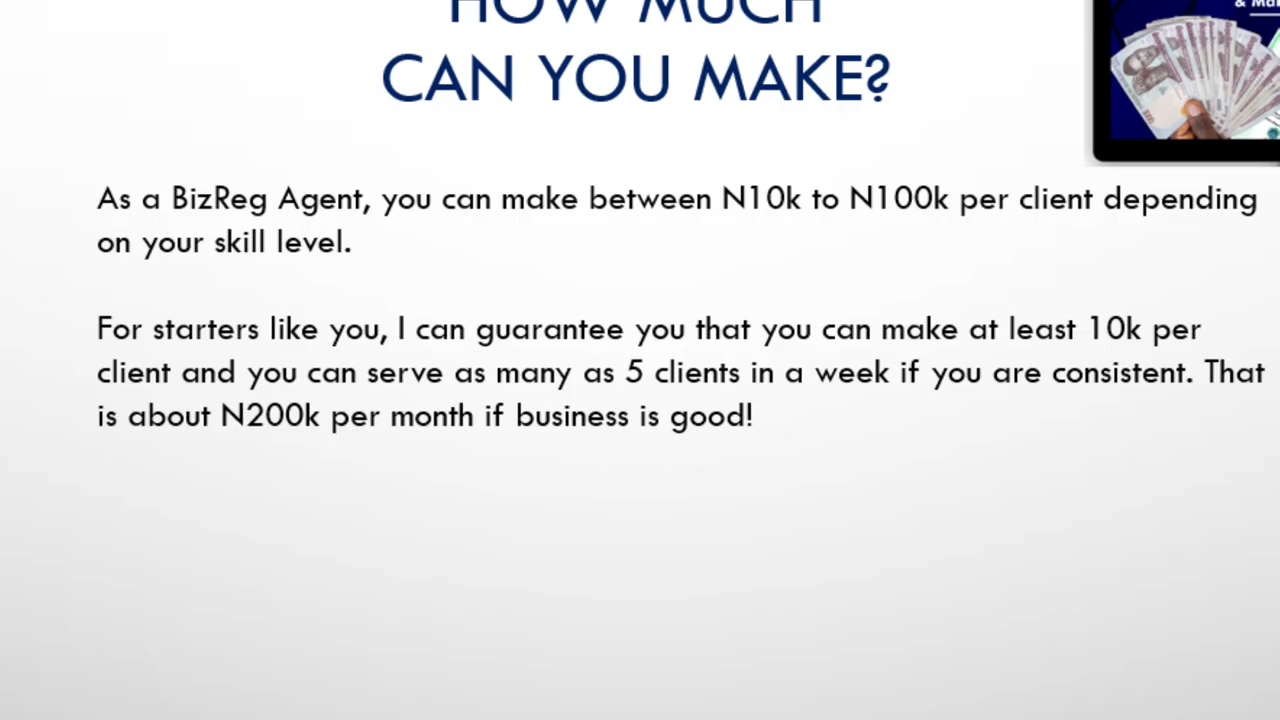 HOW MUCH
CAN YOU MAKE?
& Ma
As a BizReg Agent, you can make between N10k to N100k per client depending
on your skill level.
For starters like you, I can guarantee you that you can make at least 10k per
client and you can serve as many as 5 clients in a week if you are consistent. That
is about N200k per month if business is good!